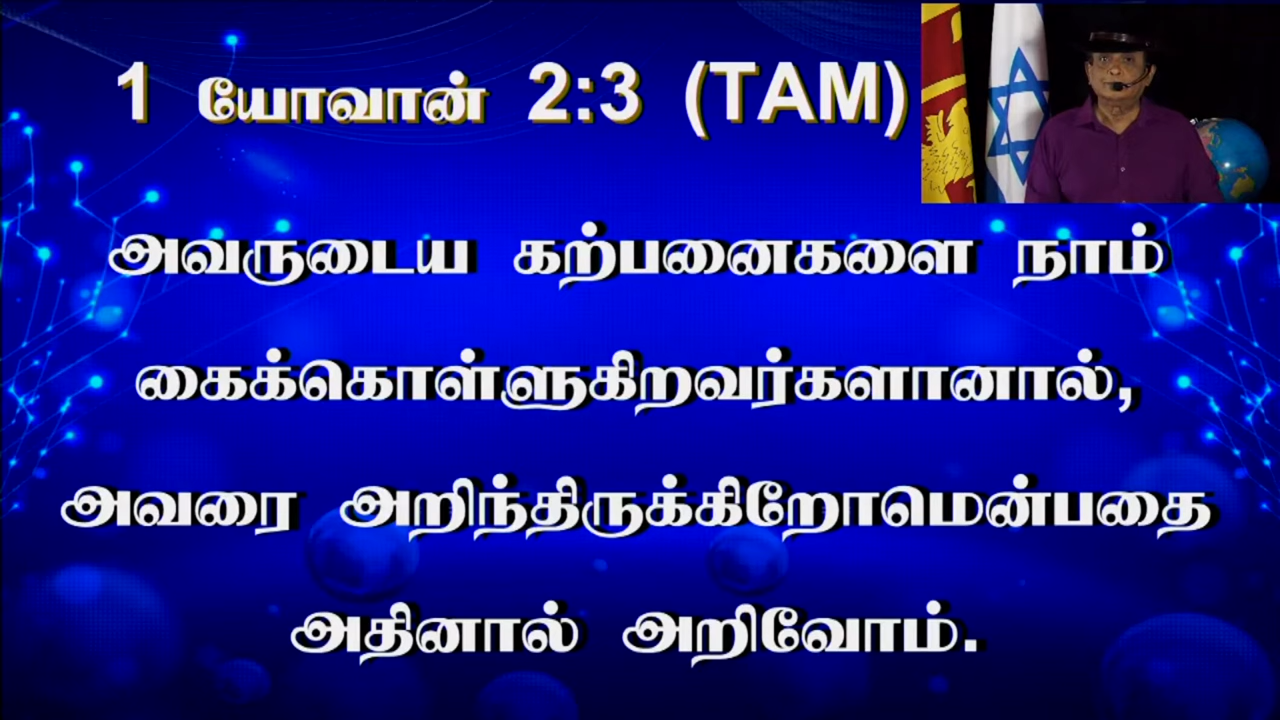 1 யோவான் 2:3 (TAM)
அவருடைய கற்பனைகளை நாம்
கைக்கொள்ளுகிறவர்களானால்,
அவரை அறிந்திருக்கிறோமென்பதை
அதினால் அறிவோம்.